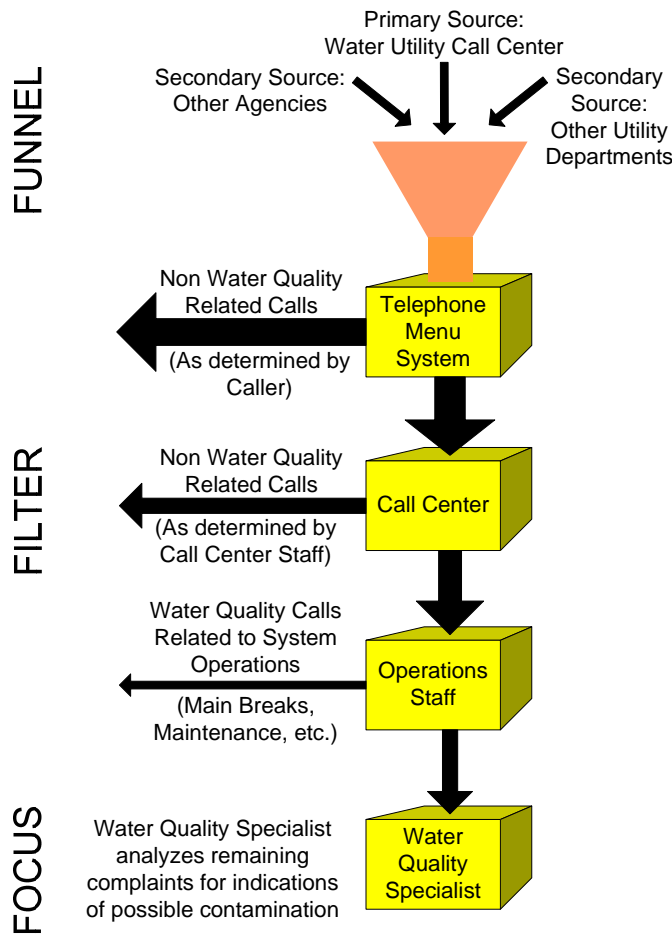 FUNNEL
Primary Source:
Water Utility Call Center
Secondary Source:
Other Agencies
Secondary
Source:
Other Utility
Departments
FILTER
Non Water Quality
Related Calls
(As determined by
Caller)
Telephone
Menu
System
Non Water Quality
Related Calls
(As determined by
Call Center Staff)
Call Center
Water Quality Calls
Related to System
Operations
(Main Breaks,
Maintenance, etc.)
Operations
Staff
FOCUS
Water Quality Specialist
analyzes remaining
complaints for indications
of possible contamination
Water
Quality
Specialist